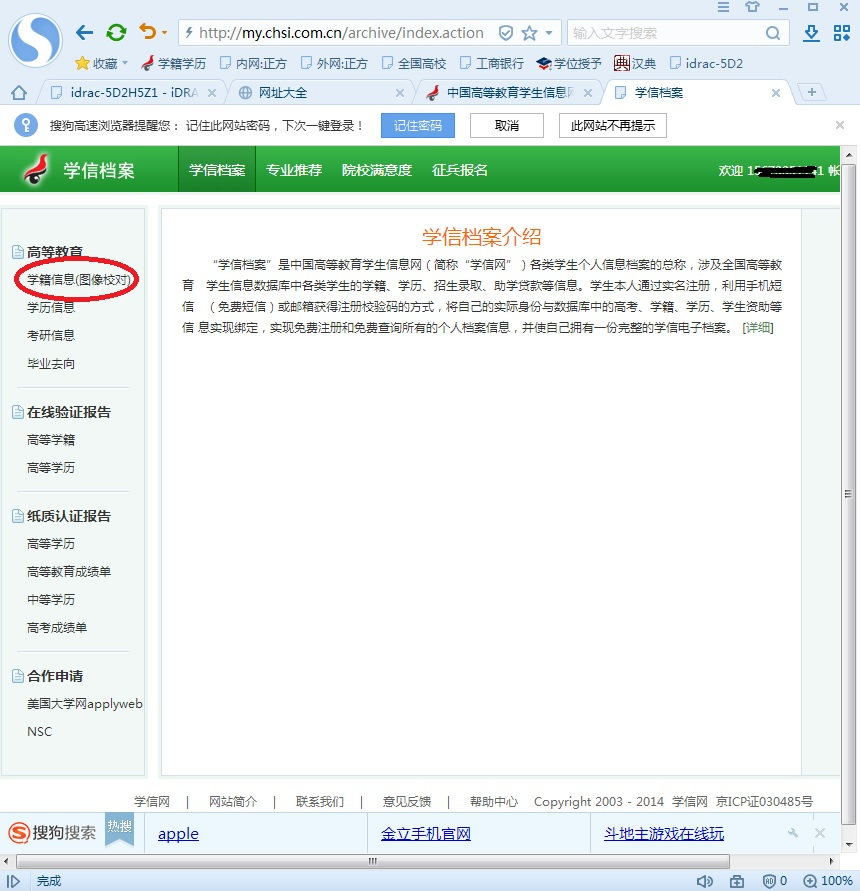 http://my.chsi.com.cn/archive/index.action
输入文字搜索
收藏 学籍学历 内网:正方 外网:正方 全国高校 工商银行 学位授予 汉典 idrac-5D2
idrac-5D2H5Z1 - iDRA 网址大全 中国高等教育学生信息网 学信档案
搜狗高速浏览器提醒您： 记住此网站密码，下次一键登录！ 记住密码 取消 此网站不再提示
学信档案 学信档案 专业推荐 院校满意度 征兵报名 欢迎
高等教育
学籍信息(图像校对)
学历信息
考研信息
毕业去向
在线验证报告
高等学籍
高等学历
纸质认证报告
高等学历
高等教育成绩单
中等学历
高考成绩单
合作申请
美国大学网applyweb
NSC
学信档案介绍
“学信档案”是中国高等教育学生信息网（简称“学信网”）各类学生个人信息档案的总称，涉及全国高等教
育 学生信息数据库中各类学生的学籍、学历、招生录取、助学贷款等信息。学生本人通过实名注册，利用手机短
信 （免费短信）或邮箱获得注册校验码的方式，将自己的实际身份与数据库中的高考、学籍、学历、学生资助等
信 息实现绑定，实现免费注册和免费查询所有的个人档案信息，并使自己拥有一份完整的学信电子档案。 [详细]
学信网 | 网站简介 | 联系我们 | 意见反馈 | 帮助中心 Copyright 2003 - 2014 学信网 京ICP证030485号
搜狗搜索 热搜 apple 金立手机官网 斗地主游戏在线玩
完成 0 100%